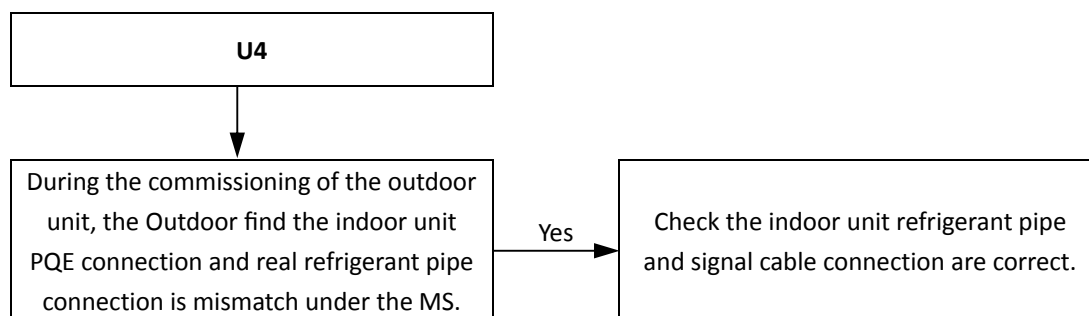 U4
During the commissioning of the outdoor
unit, the Outdoor find the indoor unit
PQE connection and real refrigerant pipe
connection is mismatch under the MS.
Yes
Check the indoor unit refrigerant pipe
and signal cable connection are correct.